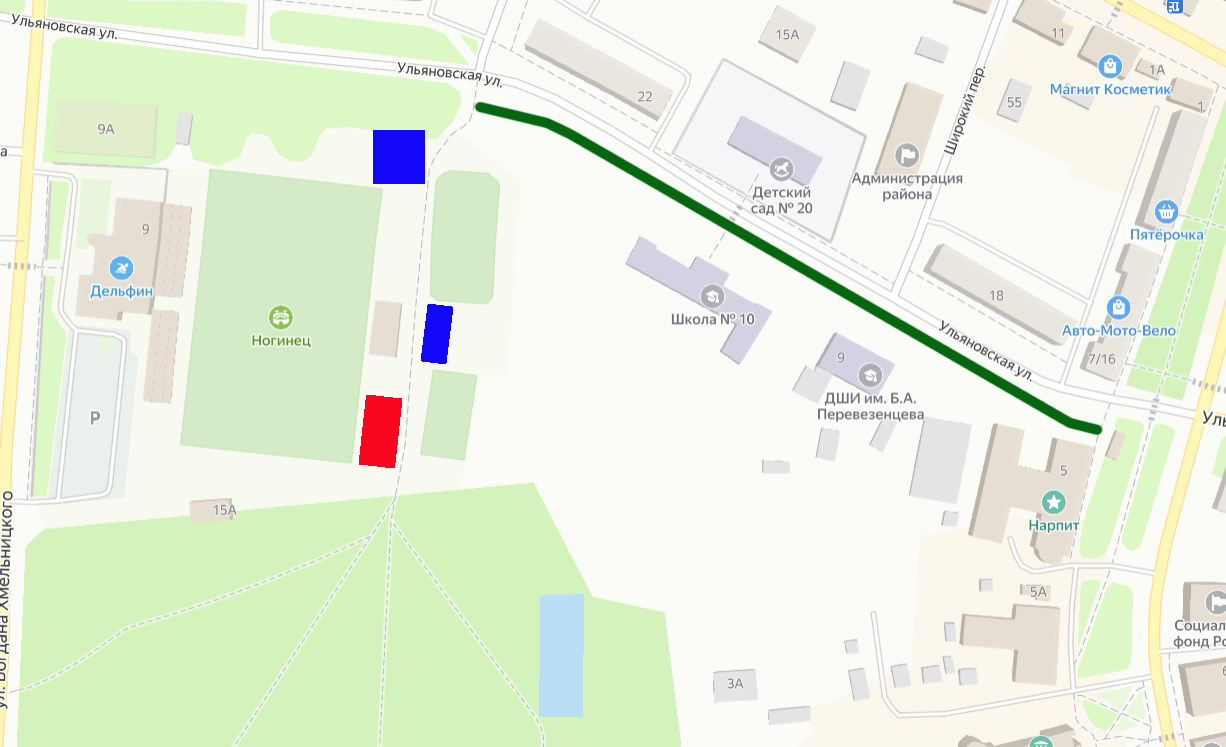 Ульяновская ул.
Ульяновская ул.
22
15А
11
1А
Магнит Косметик
55
1
Широкий пер.
9А
а
Администрация
района
Детский
сад № 20
9
Дельфин
Пятёрочка
Ногинец
Школа № 10
18
Авто-Мото-Вело
Ульяновская ул.
7/16
9
ДШИ им. Б.А.
Перевезенцева
P
Уль
5
Нарпит
15А
ул. Богдана Хмельницкого
5А
Социал
фонд Ро
3А
6